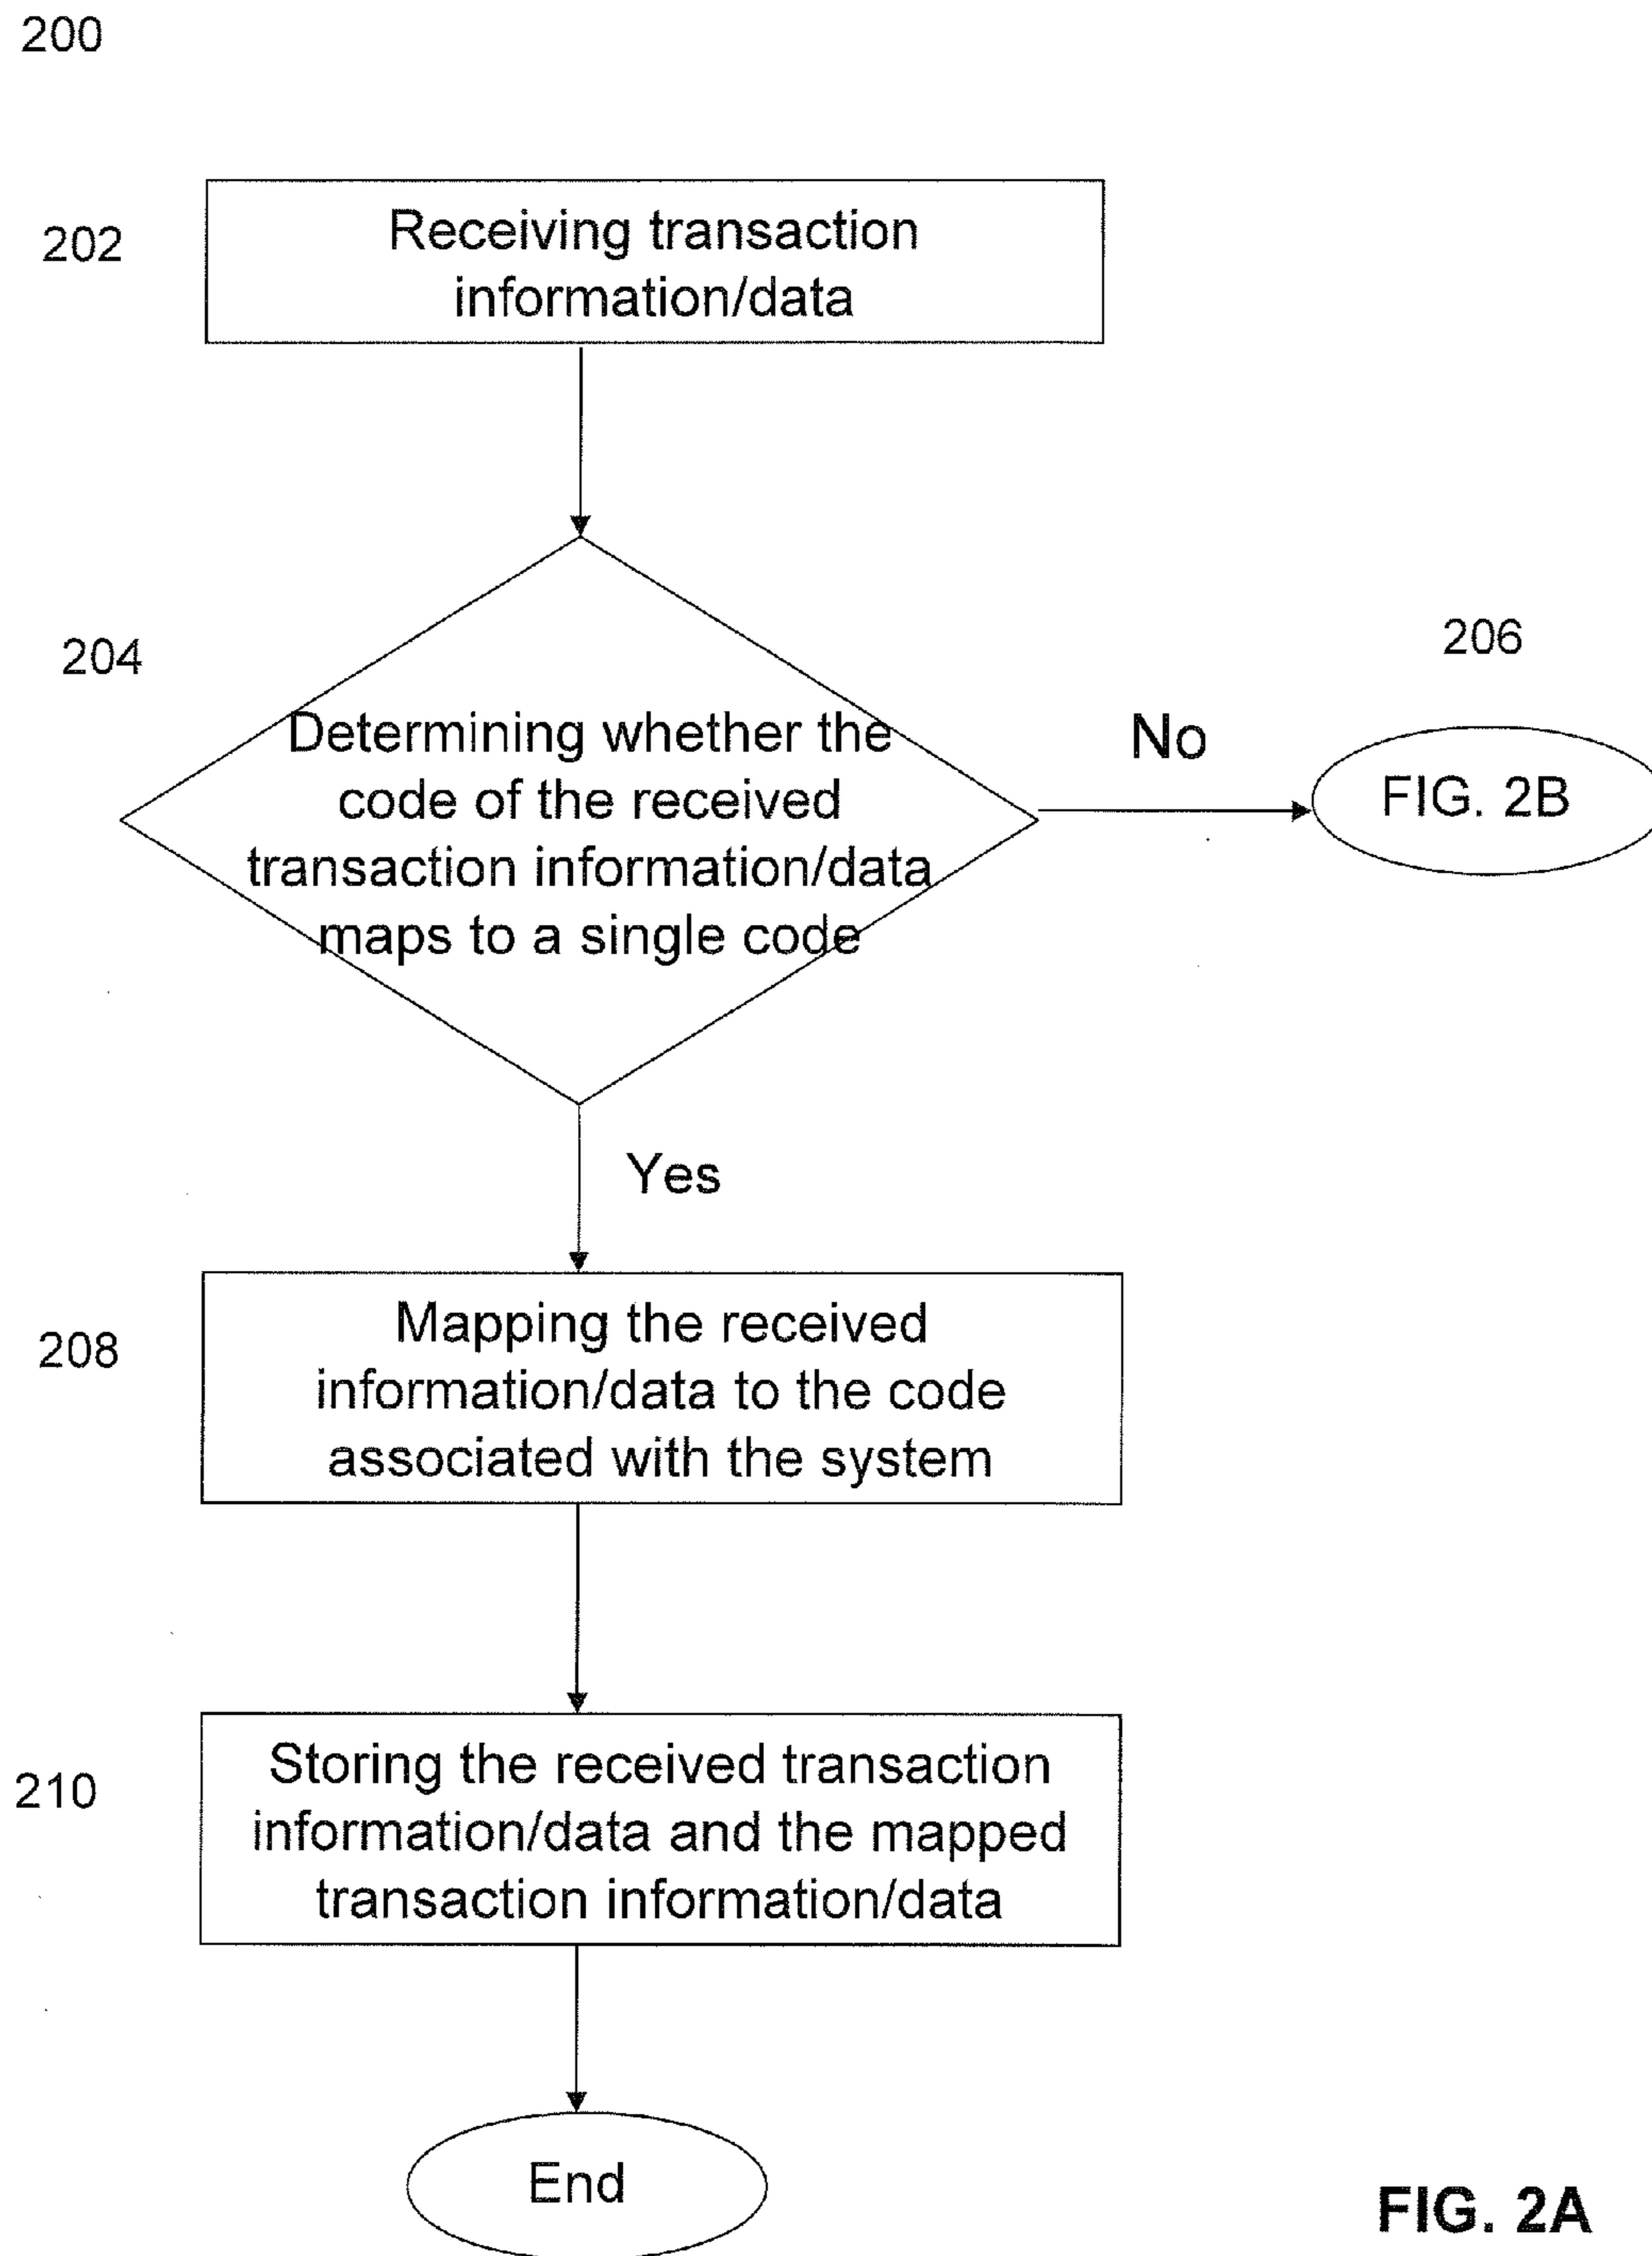 200
202
Receiving transaction
information/data
204
Determining whether the
code of the received
transaction information/data
maps to a single code
No
206
FIG. 2B
Yes
208
Mapping the received
information/data to the code
associated with the system
210
Storing the received transaction
information/data and the mapped
transaction information/data
End
FIG. 2A